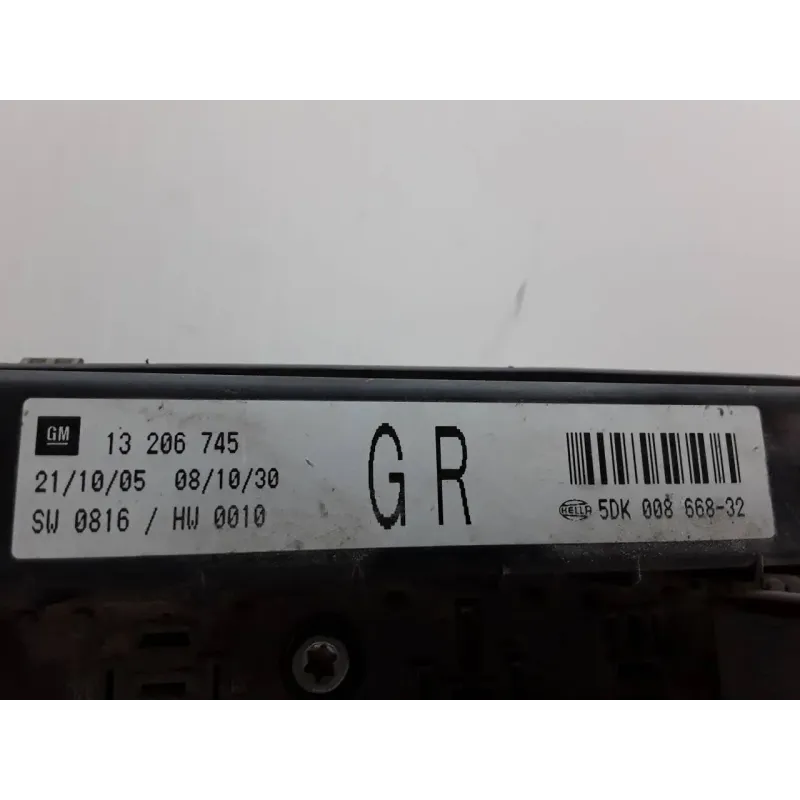 GM 13 206 745
21/10/05 08/10/30
SW 0816 / HW 0010
GR
HELLA 5DK 008 668-32